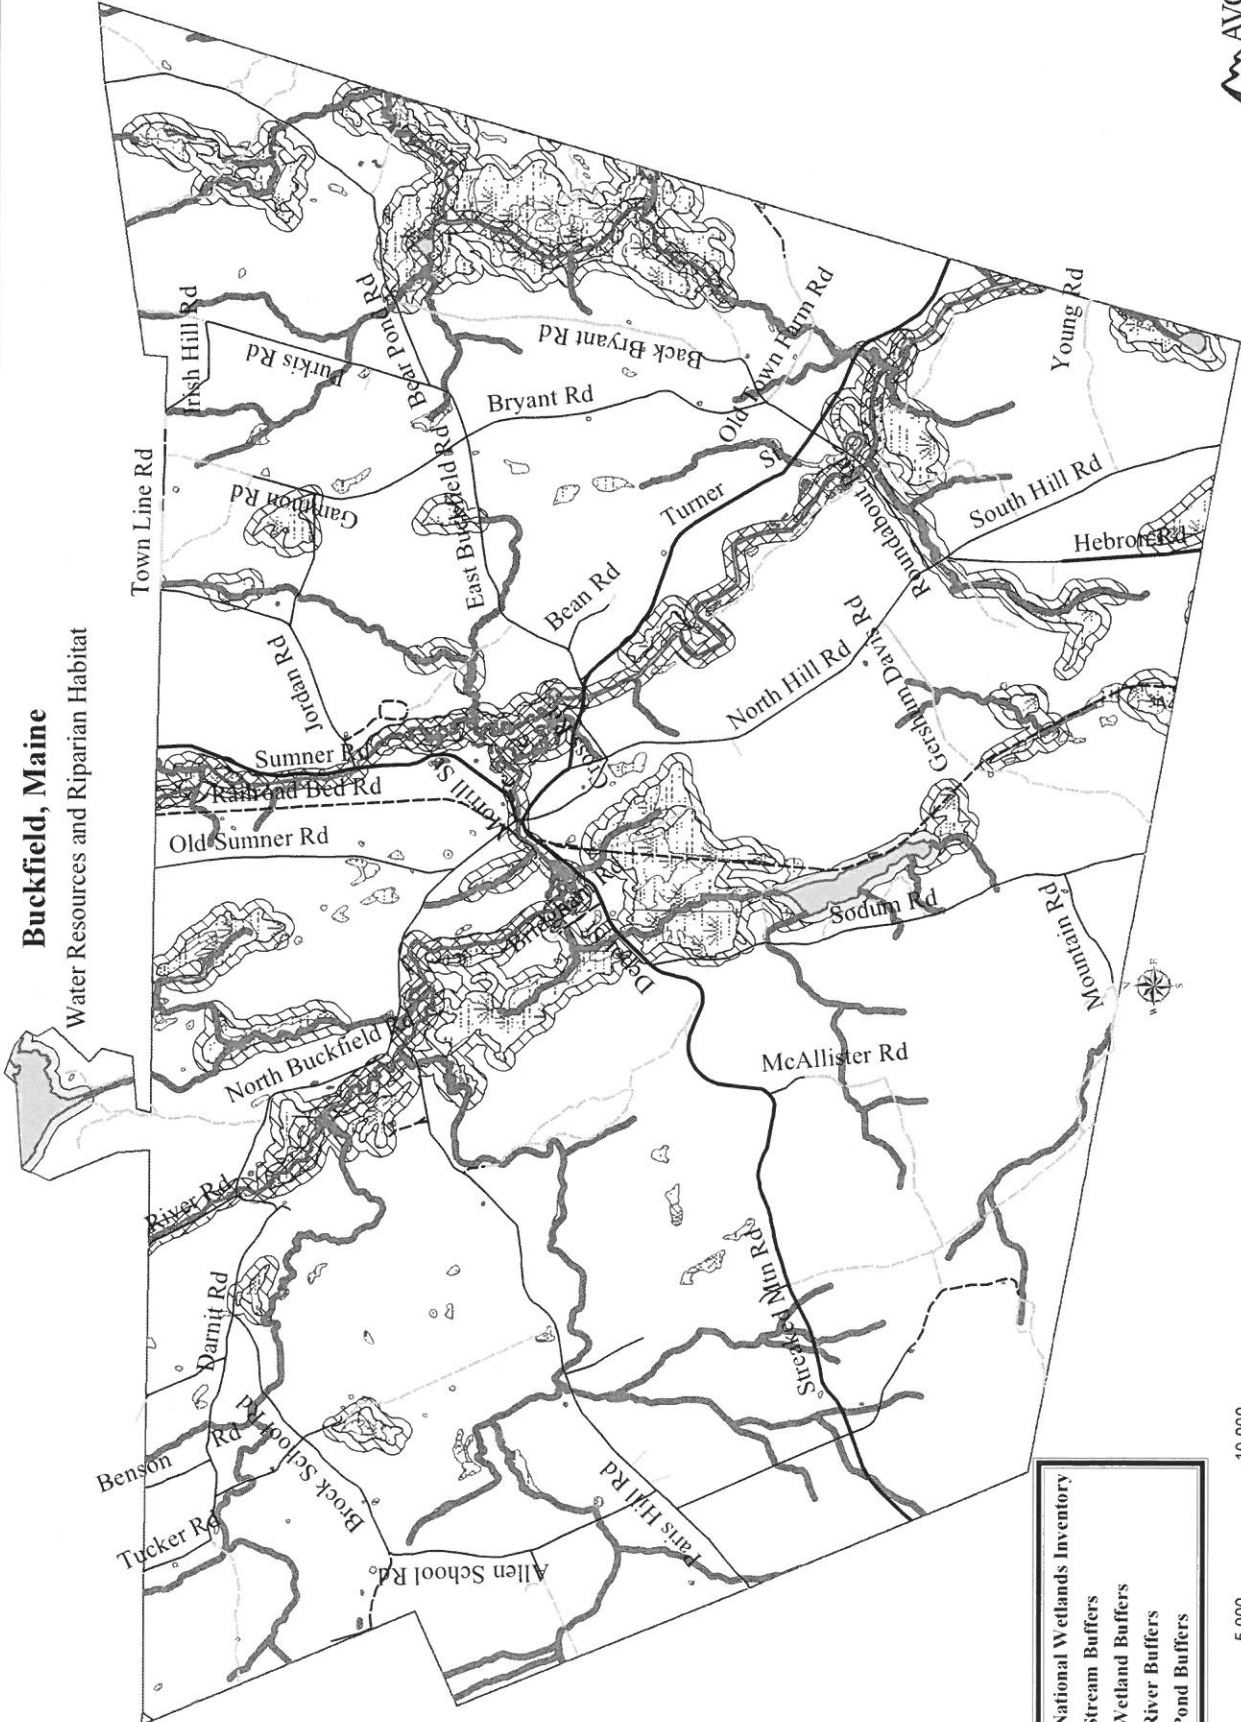 Buckfield, Maine
Water Resources and Riparian Habitat
Town Line Rd
Irish Hill Rd
Purkis Rd
Bear Pond Rd
Gammon Rd
Back Bryant Rd
Bryant Rd
East Buckfield Rd
Old Town Farm Rd
Young Rd
Jordan Rd
Bean Rd
Turner St
South Hill Rd
Roundabout
Hebron Rd
Sumner Rd
Railroad Bed Rd
Old Sumner Rd
Morrill St
North Hill Rd
Gershum Davis Rd
Depot
Sodum Rd
Mountain Rd
North Buckfield Rd
McAllister Rd
River Rd
Darnit Rd
Streaked Mtn Rd
Benson Rd
Brock School Rd
Tucker Rd
Paris Hill Rd
Allen School Rd
N
E
S
W
National Wetlands Inventory
Stream Buffers
Wetland Buffers
River Buffers
Pond Buffers
5,000
10,000